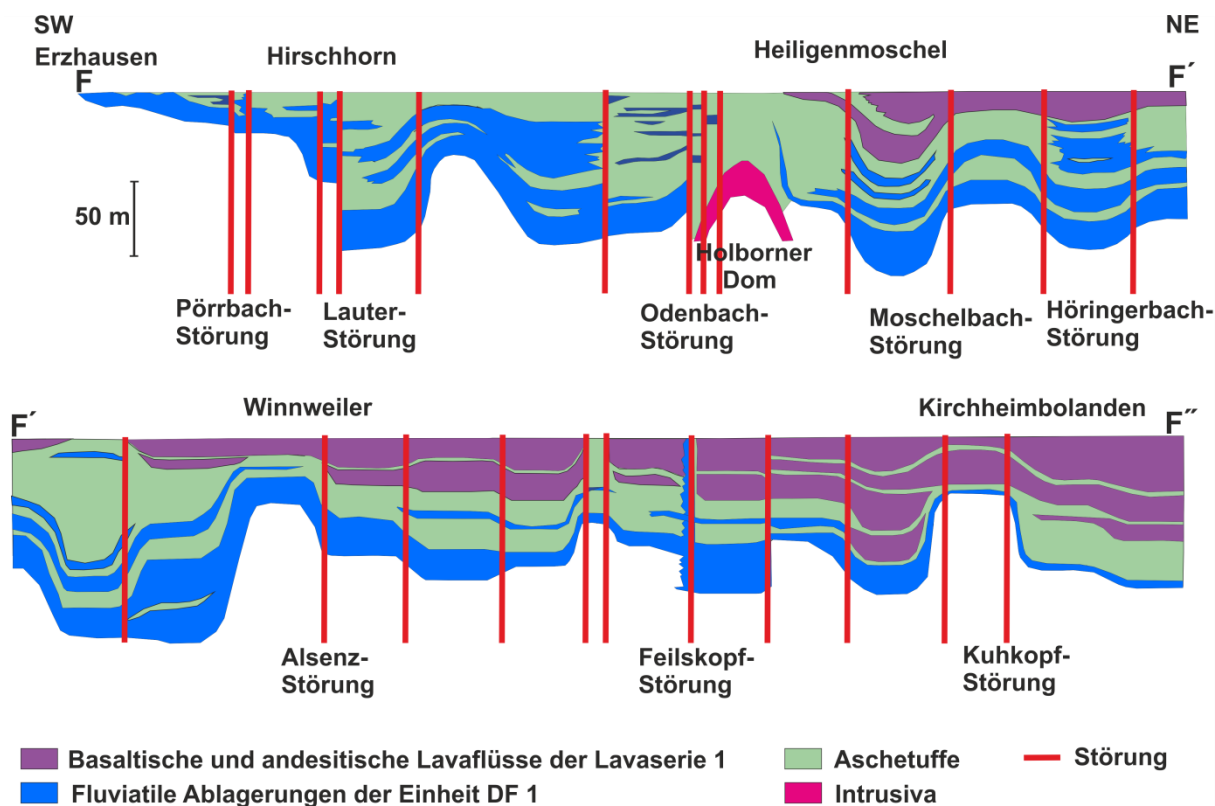 SW
NE
Erzhausen
Hirschhorn
Heiligenmoschel
F
F´
50 m
Holborner
Dom
Pörrbach-
Störung
Lauter-
Störung
Odenbach-
Störung
Moschelbach-
Störung
Höringerbach-
Störung
F´
Winnweiler
Kirchheimbolanden
F˝
Alsenz-
Störung
Feilskopf-
Störung
Kuhkopf-
Störung
Basaltische und andesitische Lavaflüsse der Lavaserie 1
Aschetuffe
Störung
Fluviatile Ablagerungen der Einheit DF 1
Intrusiva